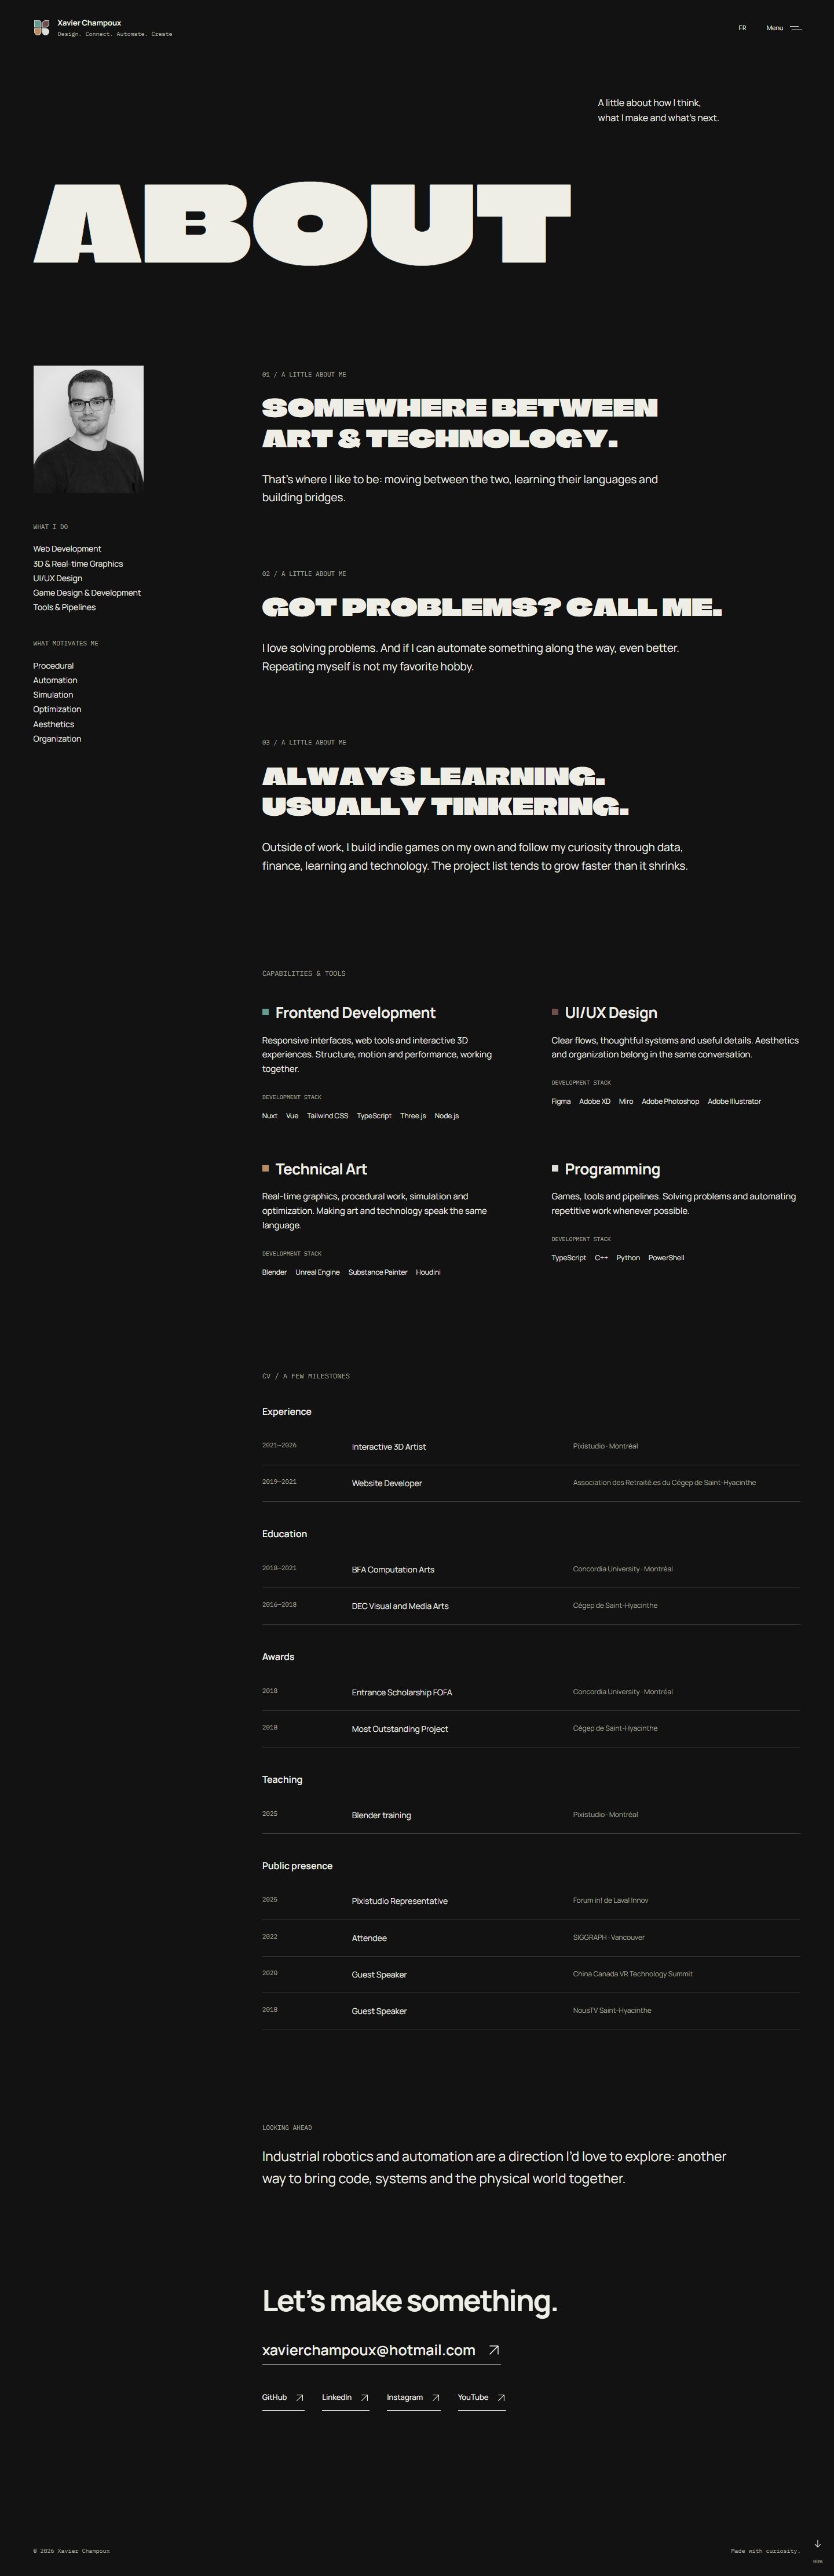 Xavier Champoux
Design. Connect. Automate. Create
FR
Menu
A little about how I think,
what I make and what's next.
ABOUT
01 / A LITTLE ABOUT ME
SOMEWHERE BETWEEN
ART & TECHNOLOGY.
That's where I like to be: moving between the two, learning their languages and
building bridges.
WHAT I DO
Web Development
3D & Real-time Graphics
UI/UX Design
Game Design & Development
Tools & Pipelines
WHAT MOTIVATES ME
Procedural
Automation
Simulation
Optimization
Aesthetics
Organization
02 / A LITTLE ABOUT ME
GOT PROBLEMS? CALL ME.
I love solving problems. And if I can automate something along the way, even better.
Repeating myself is not my favorite hobby.
03 / A LITTLE ABOUT ME
ALWAYS LEARNING.
USUALLY TINKERING.
Outside of work, I build indie games on my own and follow my curiosity through data,
finance, learning and technology. The project list tends to grow faster than it shrinks.
CAPABILITIES & TOOLS
Frontend Development
Responsive interfaces, web tools and interactive 3D
experiences. Structure, motion and performance, working
together.
DEVELOPMENT STACK
Nuxt Vue Tailwind CSS TypeScript Three.js Node.js
UI/UX Design
Clear flows, thoughtful systems and useful details. Aesthetics
and organization belong in the same conversation.
DEVELOPMENT STACK
Figma Adobe XD Miro Adobe Photoshop Adobe Illustrator
Technical Art
Real-time graphics, procedural work, simulation and
optimization. Making art and technology speak the same
language.
DEVELOPMENT STACK
Blender Unreal Engine Substance Painter Houdini
Programming
Games, tools and pipelines. Solving problems and automating
repetitive work whenever possible.
DEVELOPMENT STACK
TypeScript C++ Python PowerShell
CV / A FEW MILESTONES
Experience
2021—2026 Interactive 3D Artist Pixistudio · Montréal
2019—2021 Website Developer Association des Retraité.es du Cégep de Saint-Hyacinthe
Education
2018—2021 BFA Computation Arts Concordia University · Montréal
2016—2018 DEC Visual and Media Arts Cégep de Saint-Hyacinthe
Awards
2018 Entrance Scholarship FOFA Concordia University · Montréal
2018 Most Outstanding Project Cégep de Saint-Hyacinthe
Teaching
2025 Blender training Pixistudio · Montréal
Public presence
2025 Pixistudio Representative Forum in! de Laval Innov
2022 Attendee SIGGRAPH · Vancouver
2020 Guest Speaker China Canada VR Technology Summit
2018 Guest Speaker NousTV Saint-Hyacinthe
LOOKING AHEAD
Industrial robotics and automation are a direction I'd love to explore: another
way to bring code, systems and the physical world together.
Let's make something.
xavierchampoux@hotmail.com
GitHub LinkedIn Instagram YouTube
© 2026 Xavier Champoux
Made with curiosity.